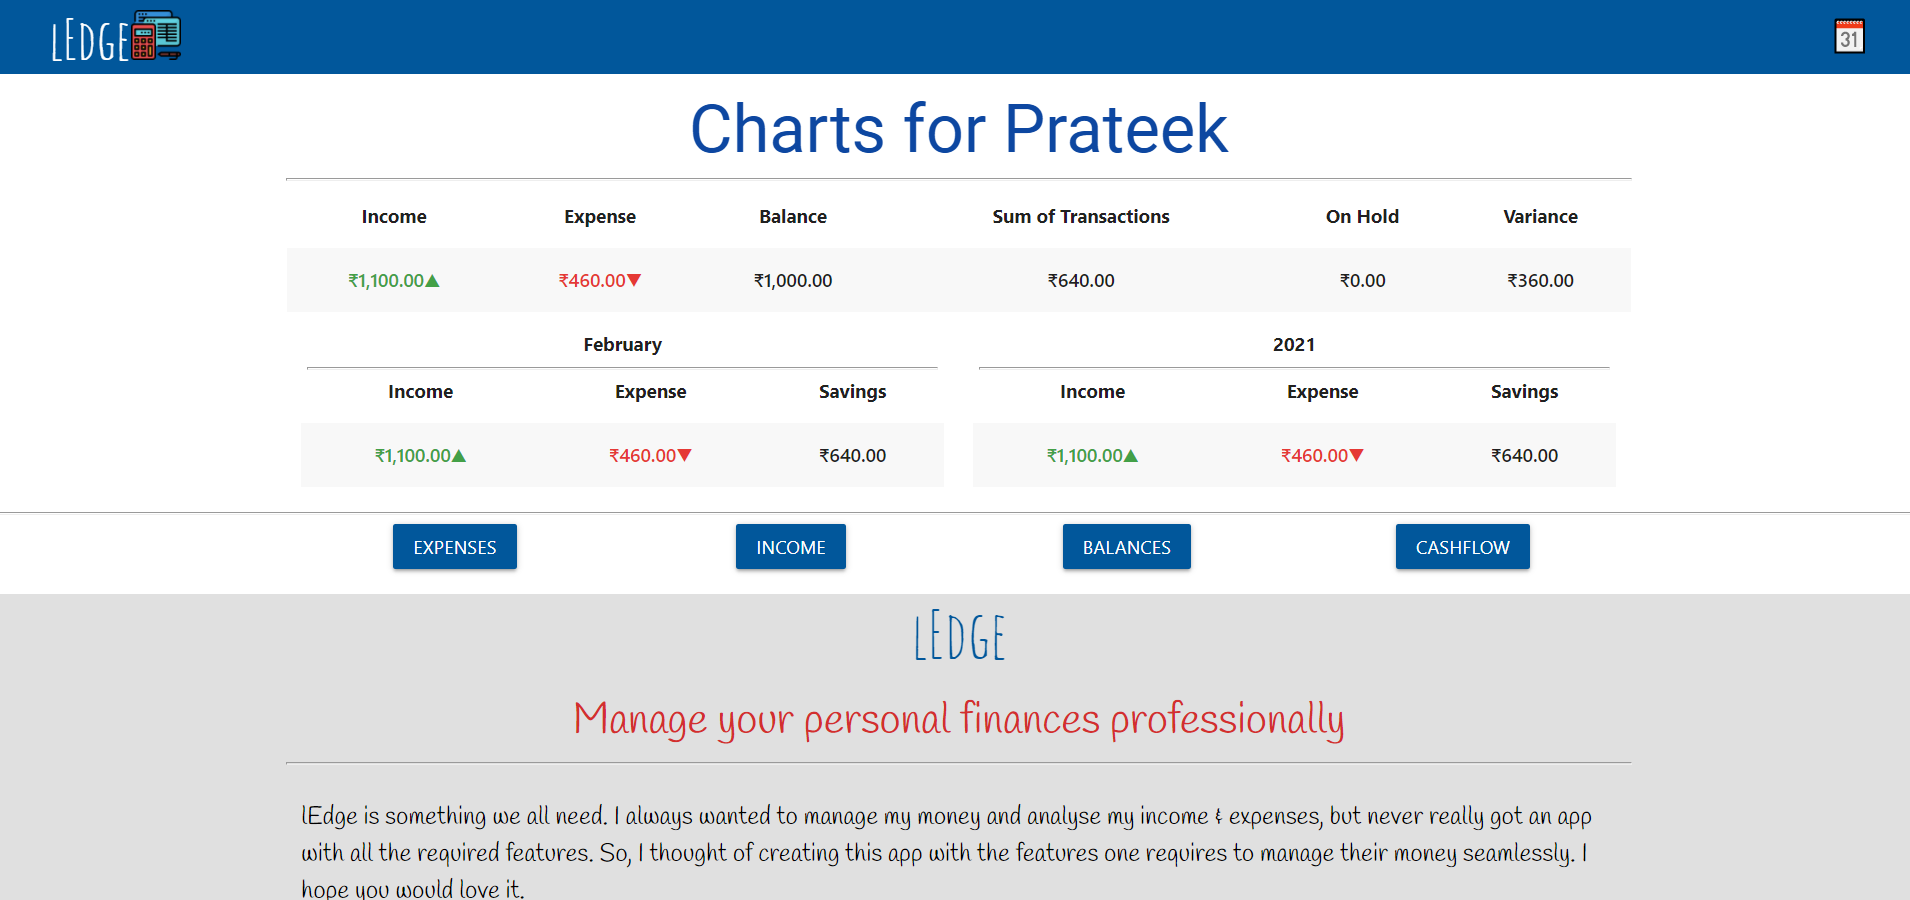 lEdge
31
Charts for Prateek
Income Expense Balance Sum of Transactions On Hold Variance
₹1,100.00▲ ₹460.00▼ ₹1,000.00 ₹640.00 ₹0.00 ₹360.00
February
Income Expense Savings
₹1,100.00▲ ₹460.00▼ ₹640.00
2021
Income Expense Savings
₹1,100.00▲ ₹460.00▼ ₹640.00
EXPENSES INCOME BALANCES CASHFLOW
lEdge
Manage your personal finances professionally
lEdge is something we all need. I always wanted to manage my money and analyse my income & expenses, but never really got an app
with all the required features. So, I thought of creating this app with the features one requires to manage their money seamlessly. I
hope you would love it.